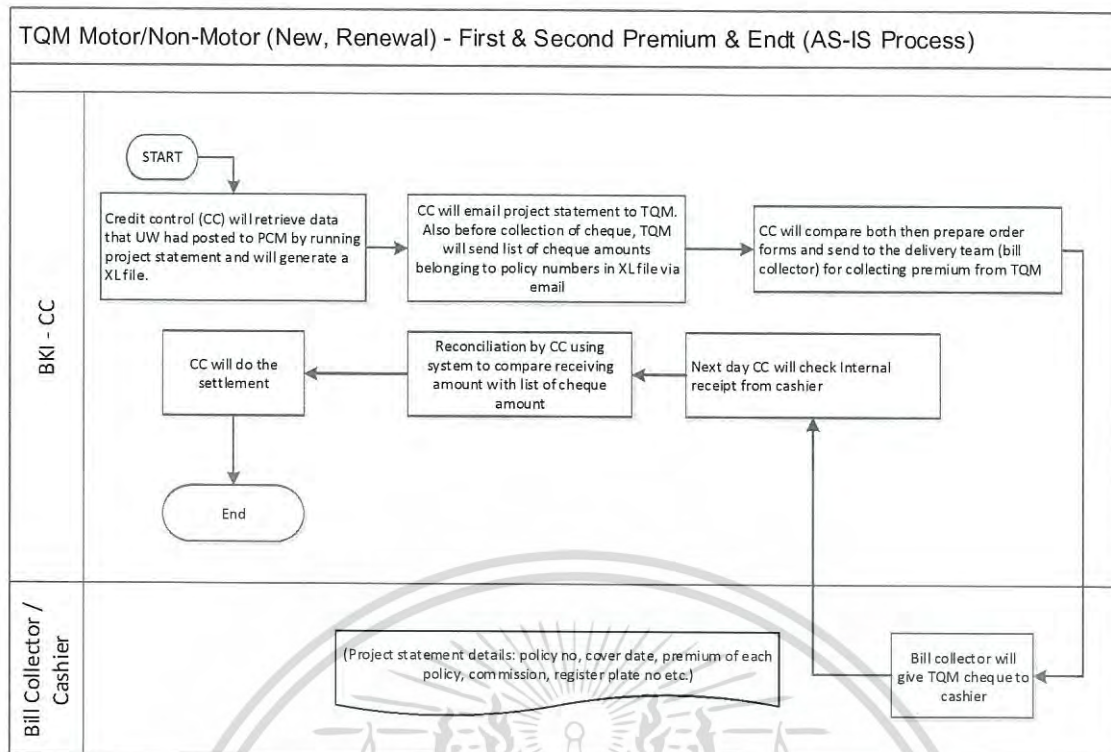 TQM Motor/Non-Motor (New, Renewal) - First & Second Premium & Endt (AS-IS Process)
BKI - CC
START
Credit control (CC) will retrieve data
that UW had posted to PCM by running
project statement and will generate a
XL file.
CC will email project statement to TQM.
Also before collection of cheque, TQM
will send list of cheque amounts
belonging to policy numbers in XL file via
email
CC will compare both then prepare order
forms and send to the delivery team (bill
collector) for collecting premium from TQM
CC will do the
settlement
Reconciliation by CC using
system to compare receiving
amount with list of cheque
amount
Next day CC will check Internal
receipt from cashier
End
Bill Collector /
Cashier
(Project statement details: policy no, cover date, premium of each
policy, commission, register plate no etc.)
Bill collector will
give TQM cheque to
cashier